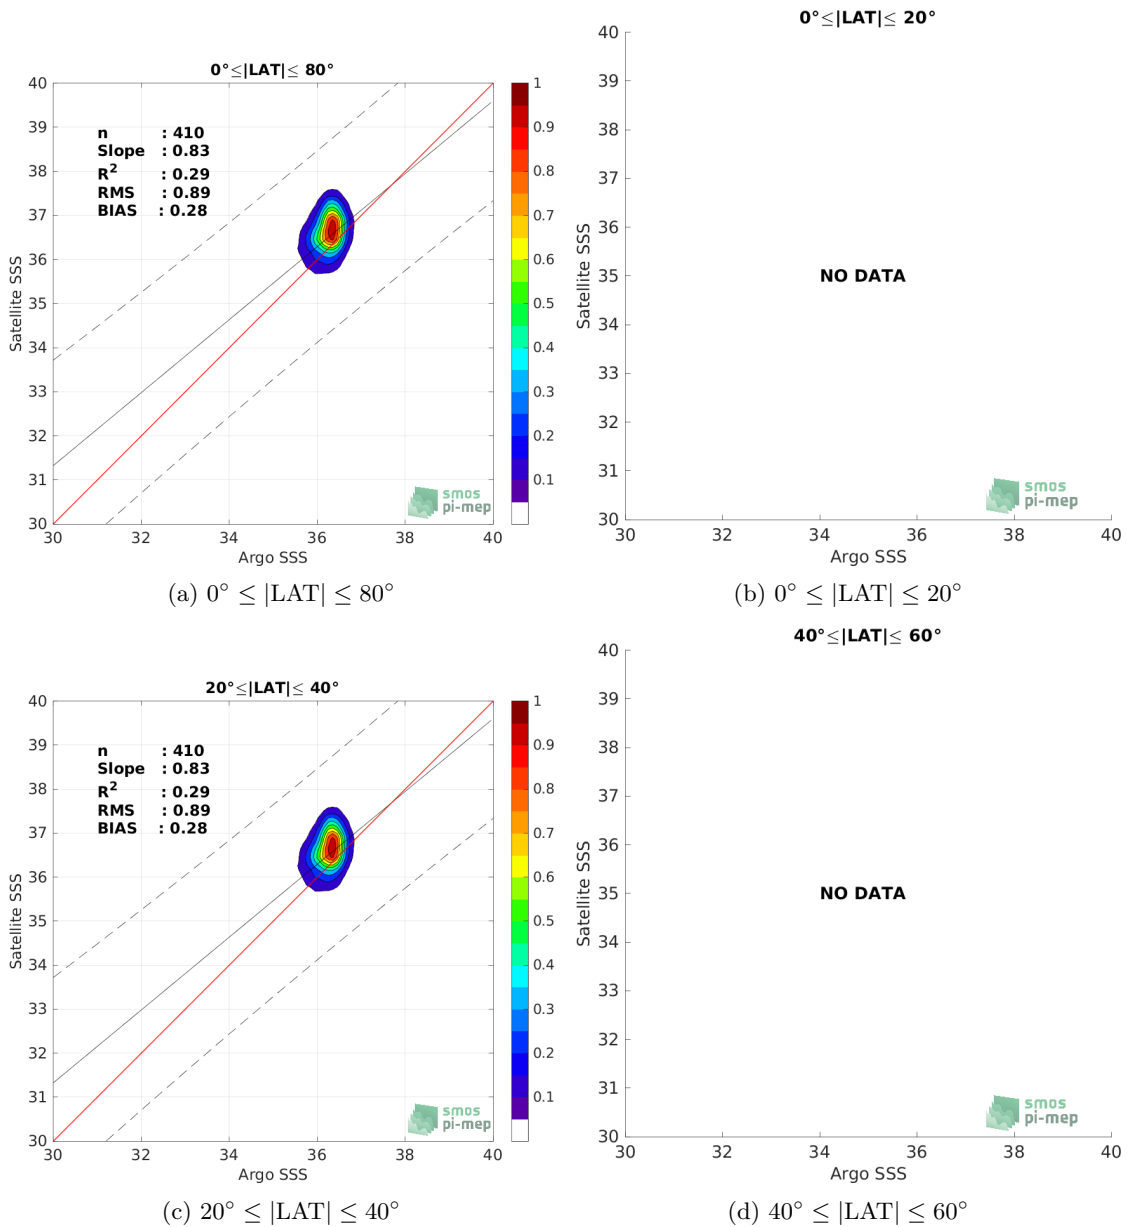 0°≤|LAT|≤ 80°
n : 410
Slope : 0.83
R² : 0.29
RMS : 0.89
BIAS : 0.28
40
39
38
37
36
35
34
33
32
31
30
Satellite SSS
30 32 34 36 38 40
Argo SSS
1
0.9
0.8
0.7
0.6
0.5
0.4
0.3
0.2
0.1
smos
pi-mep
(a) 0° ≤ |LAT| ≤ 80°
0°≤|LAT|≤ 20°
40
39
38
37
36
35
34
33
32
31
30
Satellite SSS
NO DATA
30 32 34 36 38 40
Argo SSS
smos
pi-mep
(b) 0° ≤ |LAT| ≤ 20°
20°≤|LAT|≤ 40°
n : 410
Slope : 0.83
R² : 0.29
RMS : 0.89
BIAS : 0.28
40
39
38
37
36
35
34
33
32
31
30
Satellite SSS
30 32 34 36 38 40
Argo SSS
1
0.9
0.8
0.7
0.6
0.5
0.4
0.3
0.2
0.1
smos
pi-mep
(c) 20° ≤ |LAT| ≤ 40°
40°≤|LAT|≤ 60°
40
39
38
37
36
35
34
33
32
31
30
Satellite SSS
NO DATA
30 32 34 36 38 40
Argo SSS
smos
pi-mep
(d) 40° ≤ |LAT| ≤ 60°